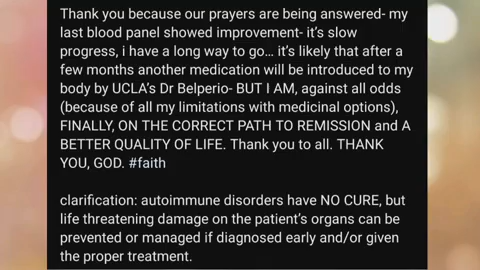 Thank you because our prayers are being answered- my
last blood panel showed improvement- it's slow
progress, i have a long way to go... it's likely that after a
few months another medication will be introduced to my
body by UCLA's Dr Belperio- BUT I AM, against all odds
(because of all my limitations with medicinal options),
FINALLY, ON THE CORRECT PATH TO REMISSION and A
BETTER QUALITY OF LIFE. Thank you to all. THANK
YOU, GOD. #faith
clarification: autoimmune disorders have NO CURE, but
life threatening damage on the patient's organs can be
prevented or managed if diagnosed early and/or given
the proper treatment.